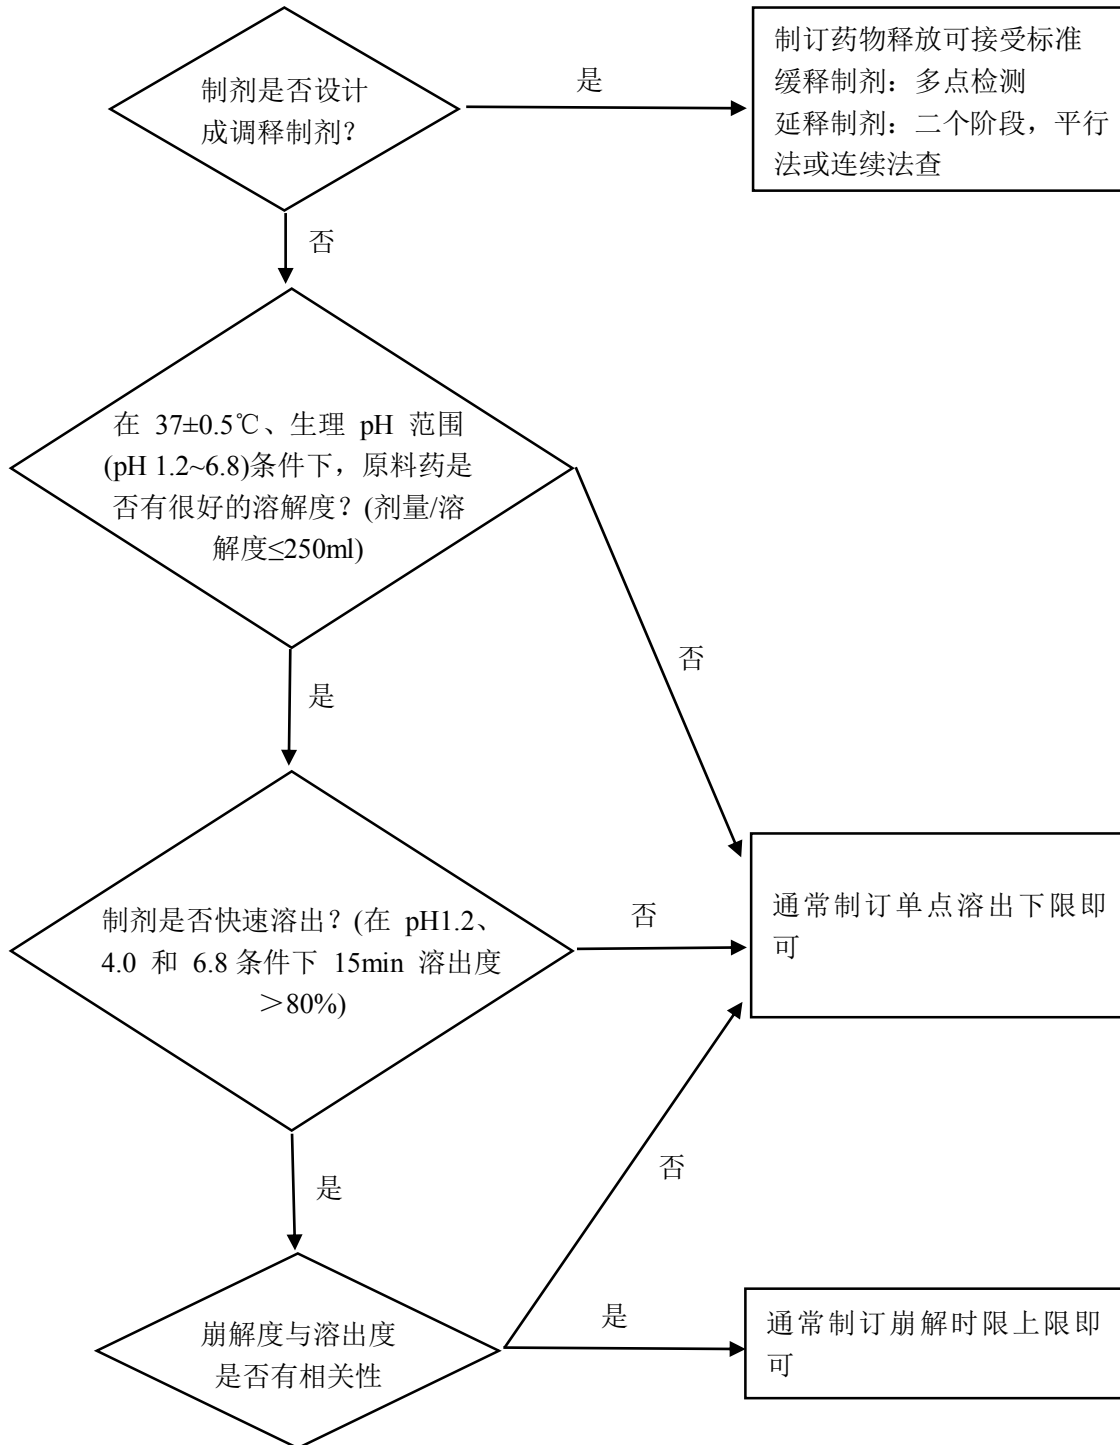 制剂是否设计
成调释制剂？
是
制订药物释放可接受标准
缓释制剂：多点检测
延释制剂：二个阶段，平行
法或连续法查
否
在 37±0.5℃、生理 pH 范围
(pH 1.2~6.8)条件下，原料药是
否有很好的溶解度？(剂量/溶
解度≤250ml)
否
是
制剂是否快速溶出？(在 pH1.2、
4.0 和 6.8 条件下 15min 溶出度
＞80%)
否
通常制订单点溶出下限即
可
否
是
崩解度与溶出度
是否有相关性
是
通常制订崩解时限上限即
可